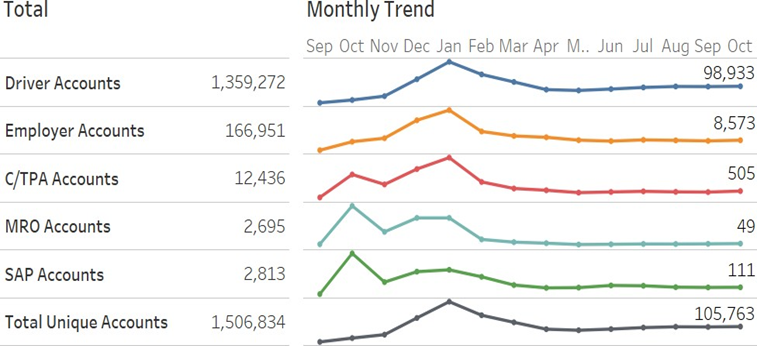 Total Monthly Trend
Sep Oct Nov Dec Jan Feb Mar Apr M.. Jun Jul Aug Sep Oct
Driver Accounts 1,359,272 98,933
Employer Accounts 166,951 8,573
C/TPA Accounts 12,436 505
MRO Accounts 2,695 49
SAP Accounts 2,813 111
Total Unique Accounts 1,506,834 105,763